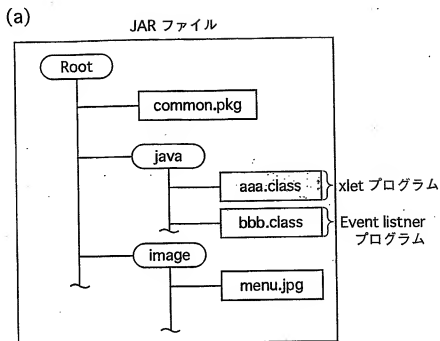 (a)
JAR ファイル
Root
common.pkg
java
aaa.class
xlet プログラム
bbb.class
Event listner
プログラム
image
menu.jpg